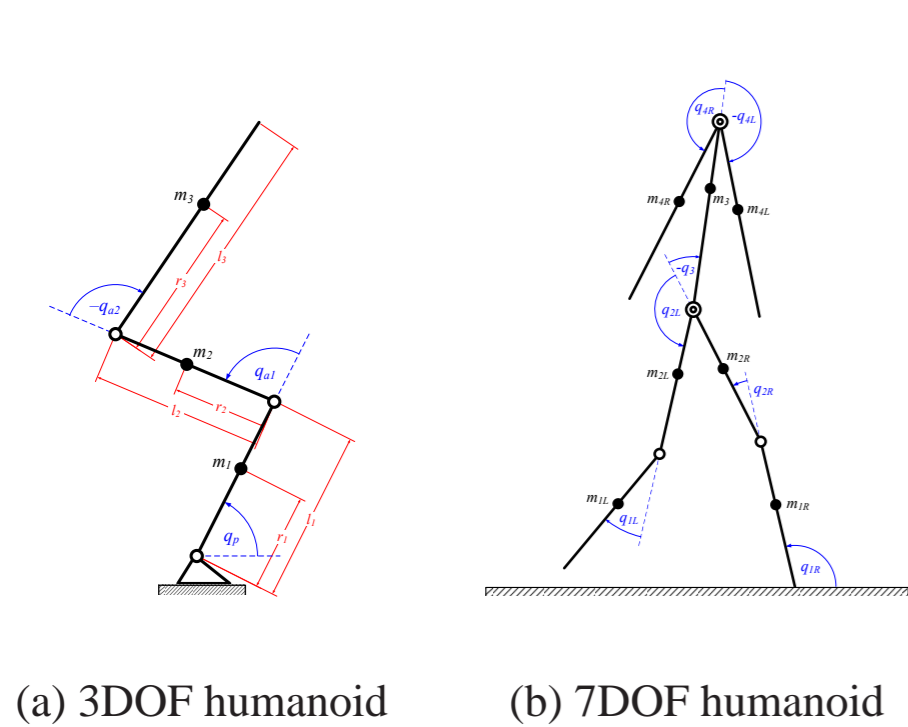 q4R
-q4L
m3
m4R
m3
m4L
r3
l3
-q3
–qa2
q2L
m2
qa1
m2L
m2R
q2R
l2
r2
m1
m1L
m1R
q1L
qp
r1
l1
q1R
(a) 3DOF humanoid
(b) 7DOF humanoid